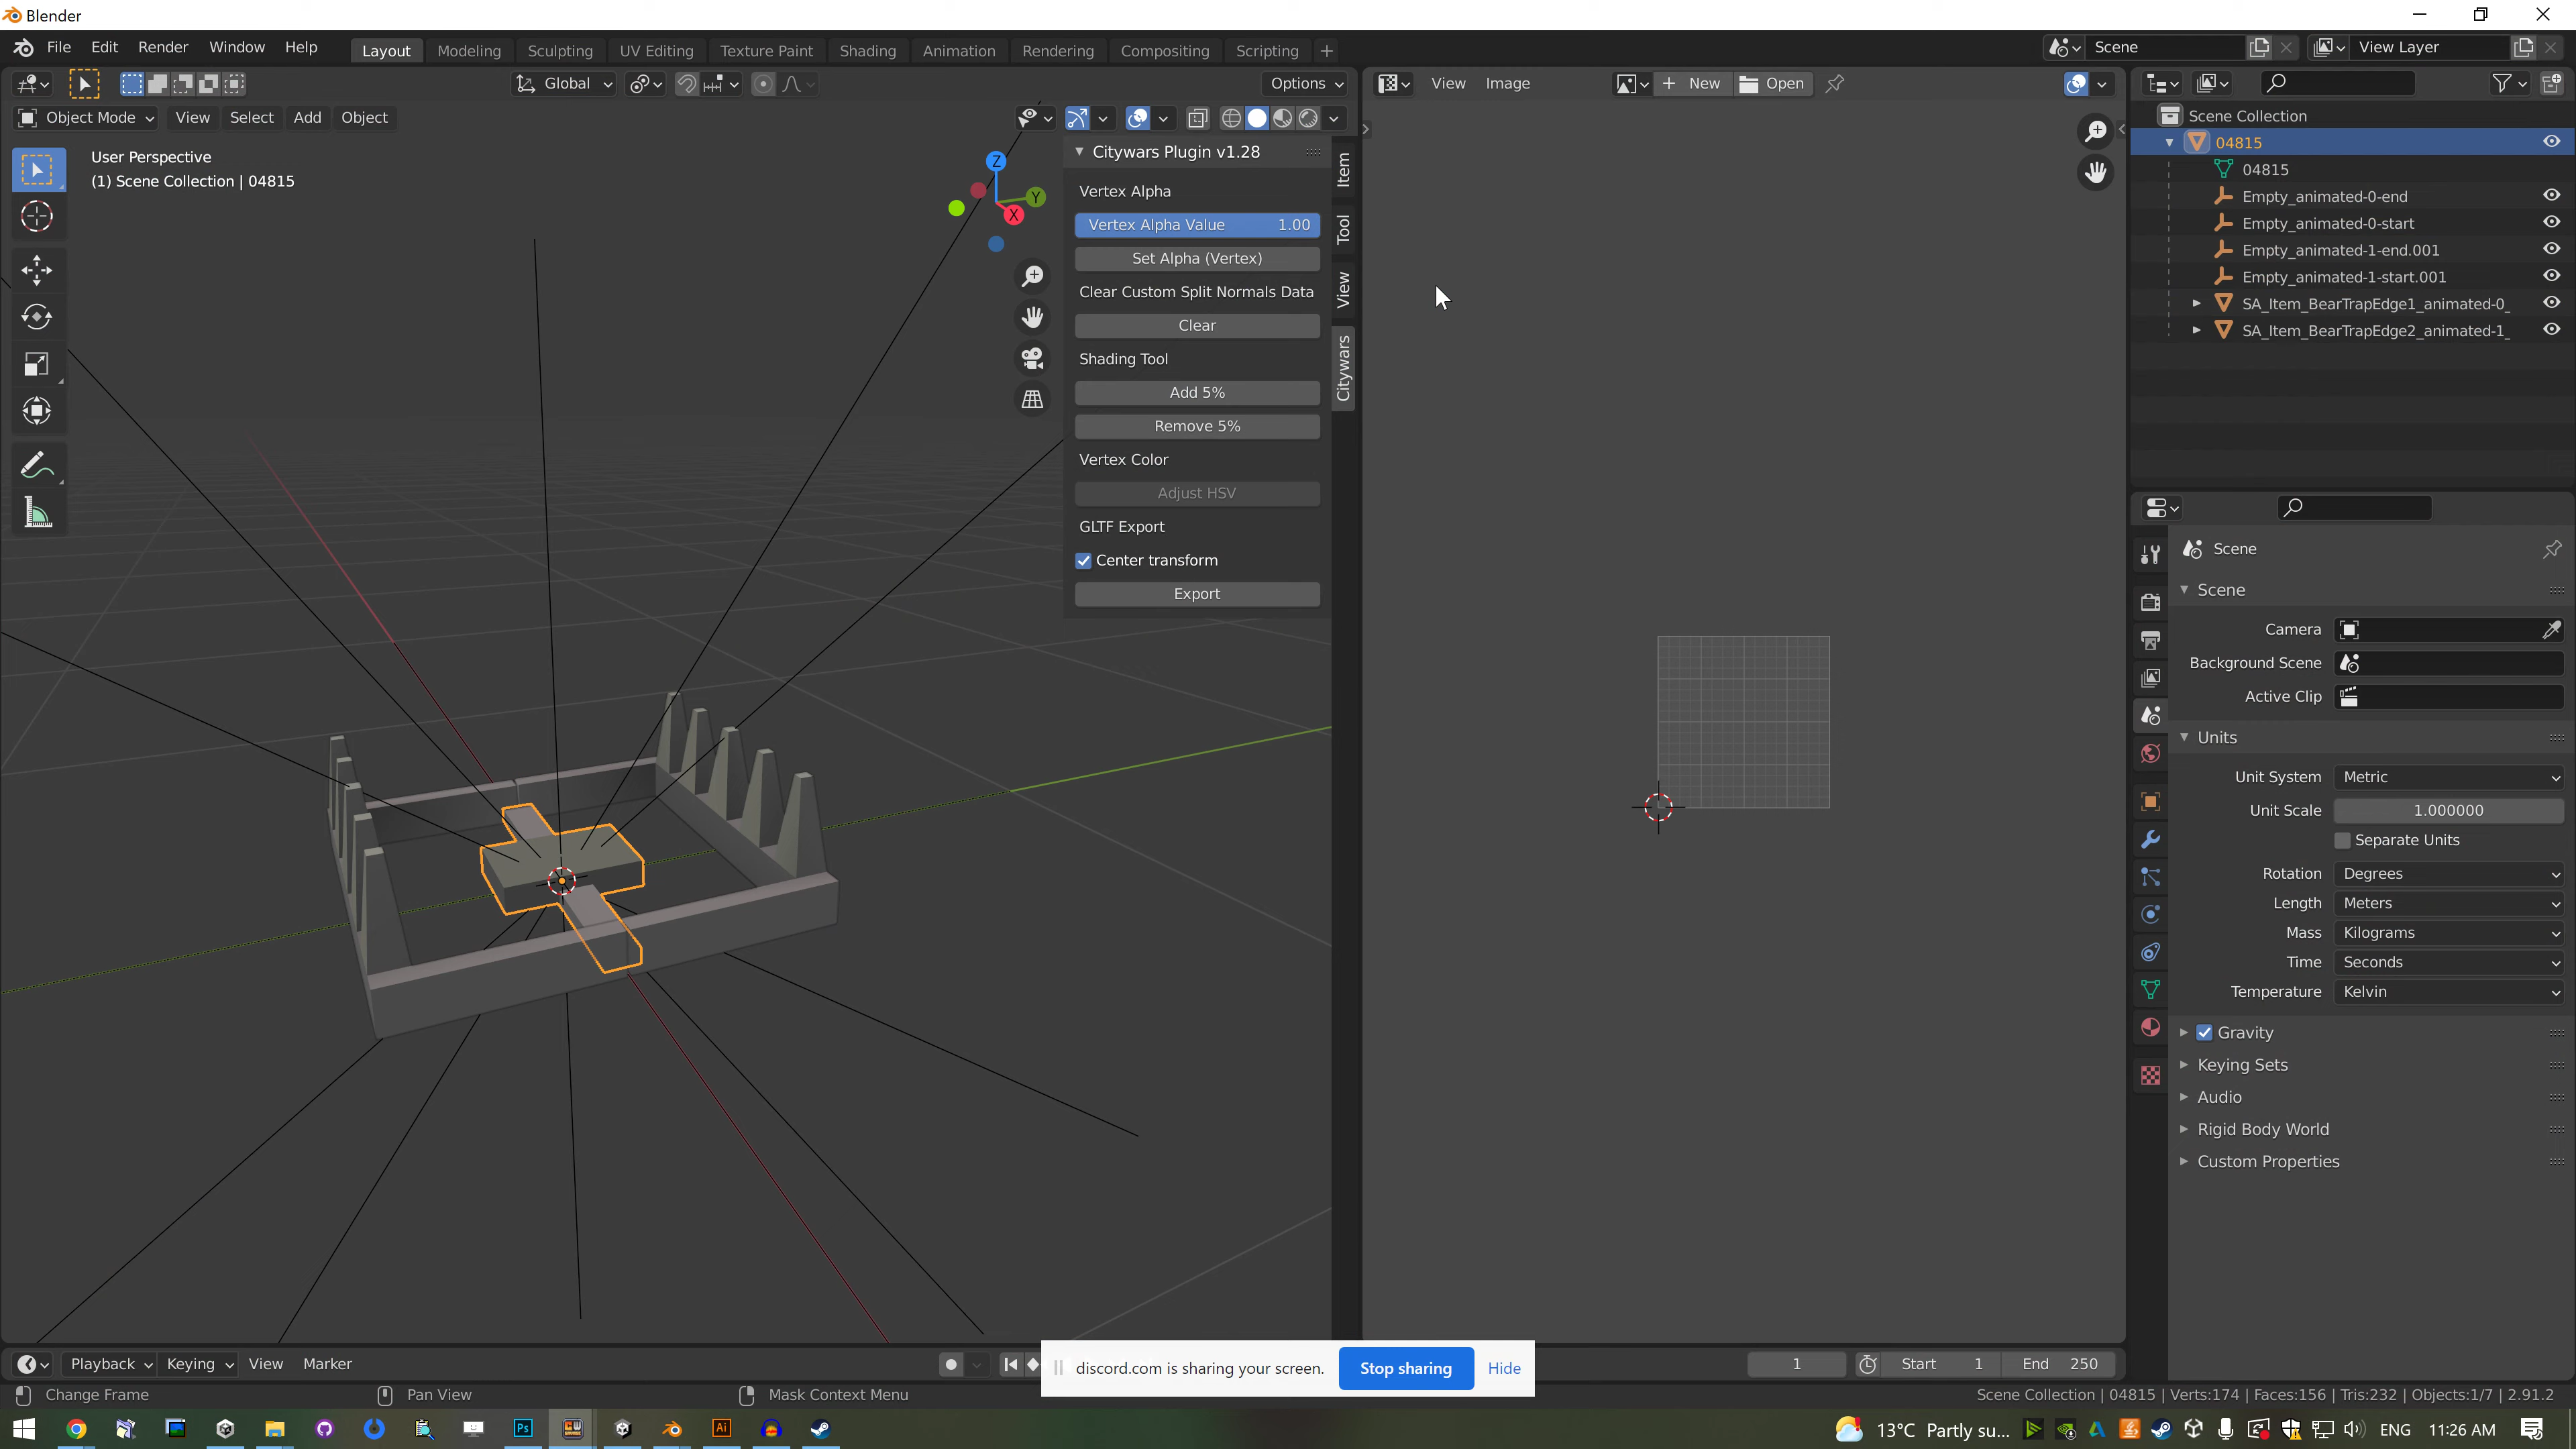 Blender
File Edit Render Window Help Layout Modeling Sculpting UV Editing Texture Paint Shading Animation Rendering Compositing Scripting + Scene View Layer
Global Options View Image New Open
Object Mode View Select Add Object
User Perspective
(1) Scene Collection | 04815
Z
Y
X
Citywars Plugin v1.28
Vertex Alpha
Vertex Alpha Value 1.00
Set Alpha (Vertex)
Clear Custom Split Normals Data
Clear
Shading Tool
Add 5%
Remove 5%
Vertex Color
Adjust HSV
GLTF Export
Center transform
Export
Item
Tool
View
Citywars
Scene Collection
04815
04815
Empty_animated-0-end
Empty_animated-0-start
Empty_animated-1-end.001
Empty_animated-1-start.001
SA_Item_BearTrapEdge1_animated-0_
SA_Item_BearTrapEdge2_animated-1_
Scene
Scene
Camera
Background Scene
Active Clip
Units
Unit System Metric
Unit Scale 1.000000
Separate Units
Rotation Degrees
Length Meters
Mass Kilograms
Time Seconds
Temperature Kelvin
Gravity
Keying Sets
Audio
Rigid Body World
Custom Properties
Playback Keying View Marker 1 Start 1 End 250
discord.com is sharing your screen. Stop sharing Hide
Change Frame Pan View Mask Context Menu Scene Collection | 04815 | Verts:174 | Faces:156 | Tris:232 | Objects:1/7 | 2.91.2
Ps Ai 13°C Partly su... ENG 11:26 AM